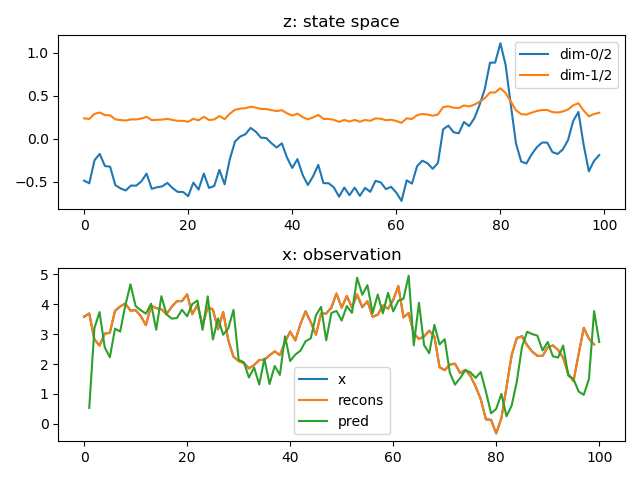 z: state space
1.0
0.5
0.0
−0.5
dim-0/2
dim-1/2
0 20 40 60 80 100
x: observation
5
4
3
2
1
0
x
recons
pred
0 20 40 60 80 100